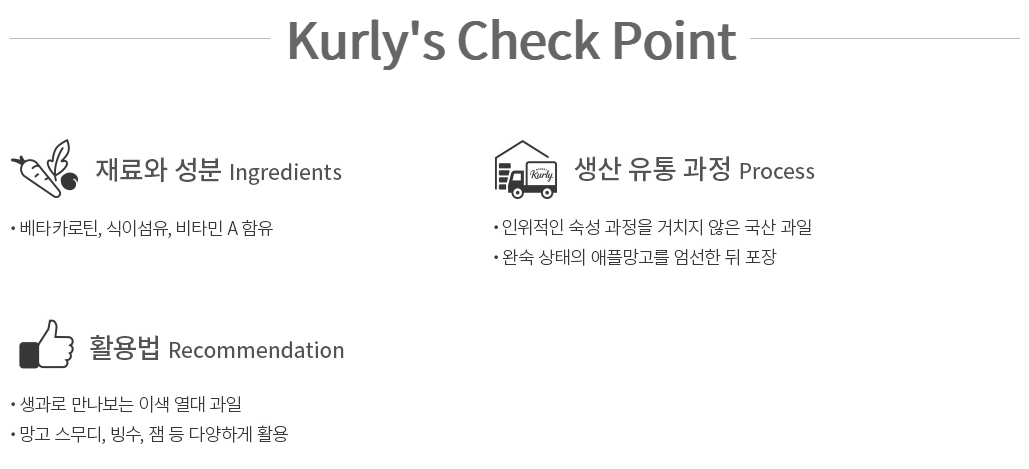 Kurly's Check Point
재료와 성분 Ingredients
• 베타카로틴, 식이섬유, 비타민 A 함유
Kurly
생산 유통 과정 Process
• 인위적인 숙성 과정을 거치지 않은 국산 과일
• 완숙 상태의 애플망고를 엄선한 뒤 포장
활용법 Recommendation
• 생과로 만나보는 이색 열대 과일
• 망고 스무디, 빙수, 잼 등 다양하게 활용